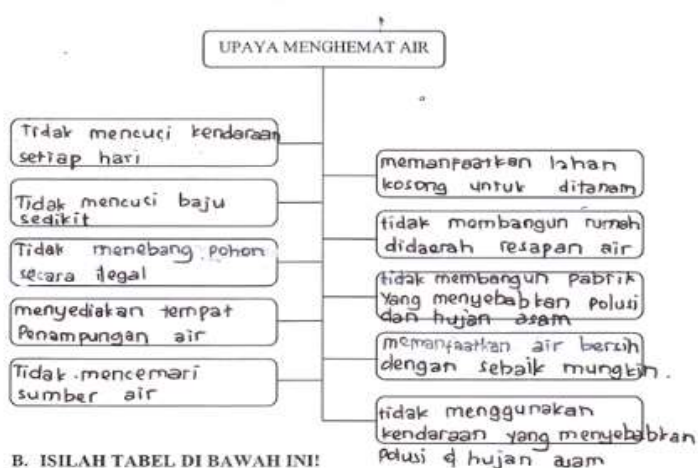 UPAYA MENGHEMAT AIR
Tidak mencuci kendaraan
setiap hari
Tidak mencuci baju
sedikit
Tidak menebang pohon
secara ilegal
menyediakan tempat
Penampungan air
Tidak mencemari
sumber air
memanfaatkan lahan
kosong untuk ditanam
tidak membangun rumah
didaerah resapan air
tidak membangun pabrik
Yang menyebabkan polusi
dan hujan asam
memanfaatkan air bersih
dengan sebaik mungkin.
tidak menggunakan
kendaraan yang menyebabkan
Polusi & hujan asam
B. ISILAH TABEL DI BAWAH INI!